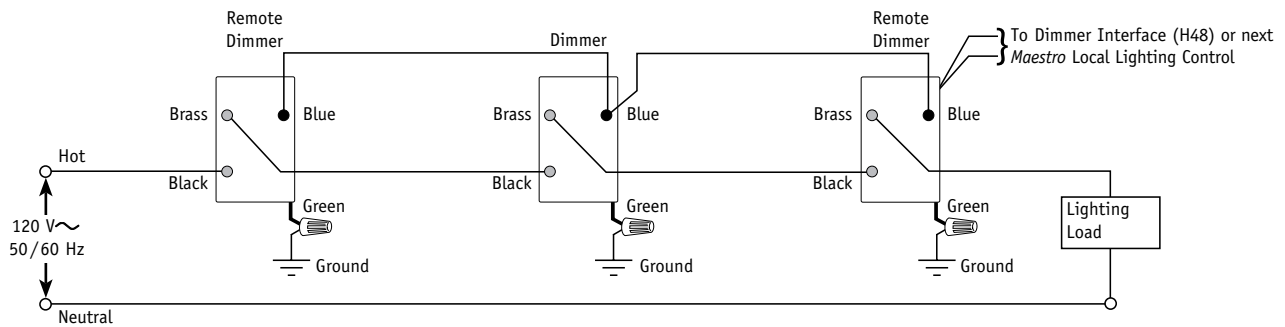 Remote
Dimmer
Dimmer
Remote
Dimmer
To Dimmer Interface (H48) or next
Maestro Local Lighting Control
Brass
Blue
Brass
Blue
Brass
Blue
Hot
Black
Black
Black
Green
Green
Green
Lighting
Load
120 V~
50/60 Hz
Ground
Ground
Ground
Neutral